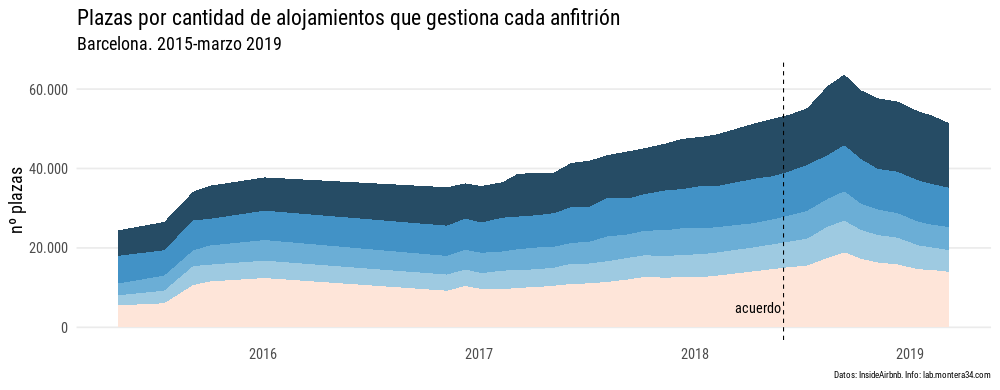 Plazas por cantidad de alojamientos que gestiona cada anfitrión
Barcelona. 2015-marzo 2019
nº plazas
60.000
40.000
20.000
0
acuerdo
2016
2017
2018
2019
Datos: InsideAirbnb. Info: lab.montera34.com